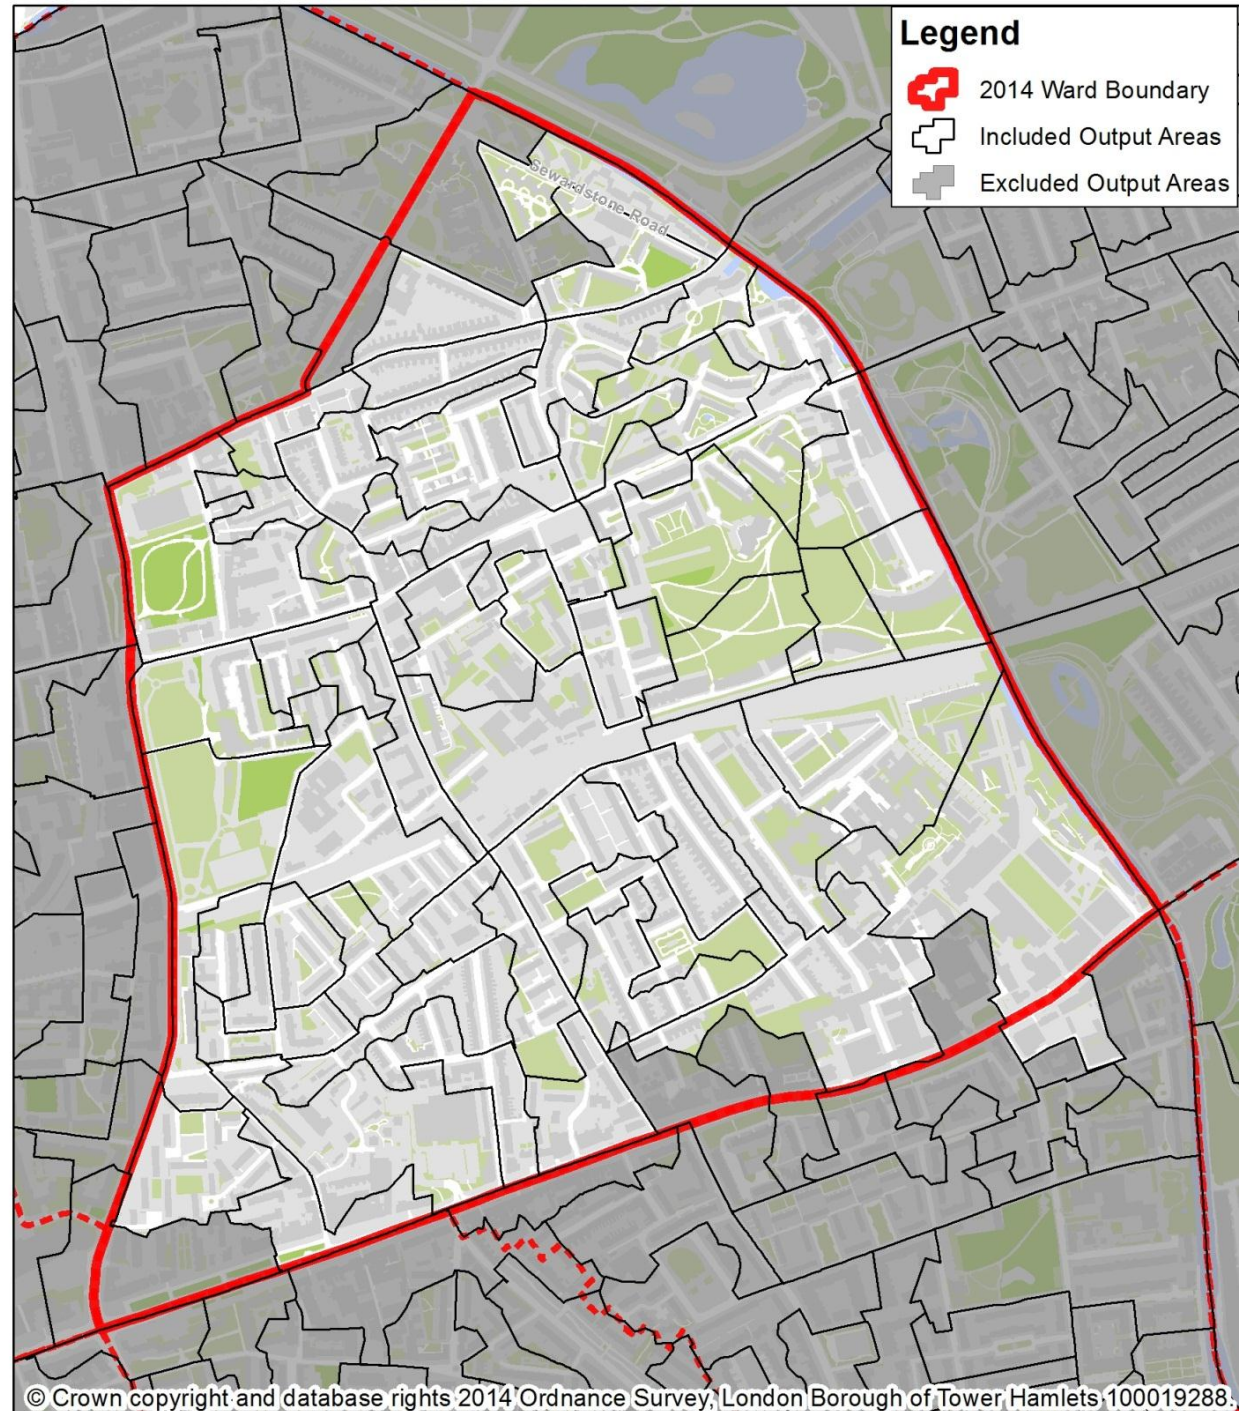 Legend
2014 Ward Boundary
Included Output Areas
Excluded Output Areas
Sewardstone Road
© Crown copyright and database rights 2014 Ordnance Survey, London Borough of Tower Hamlets 100019288.